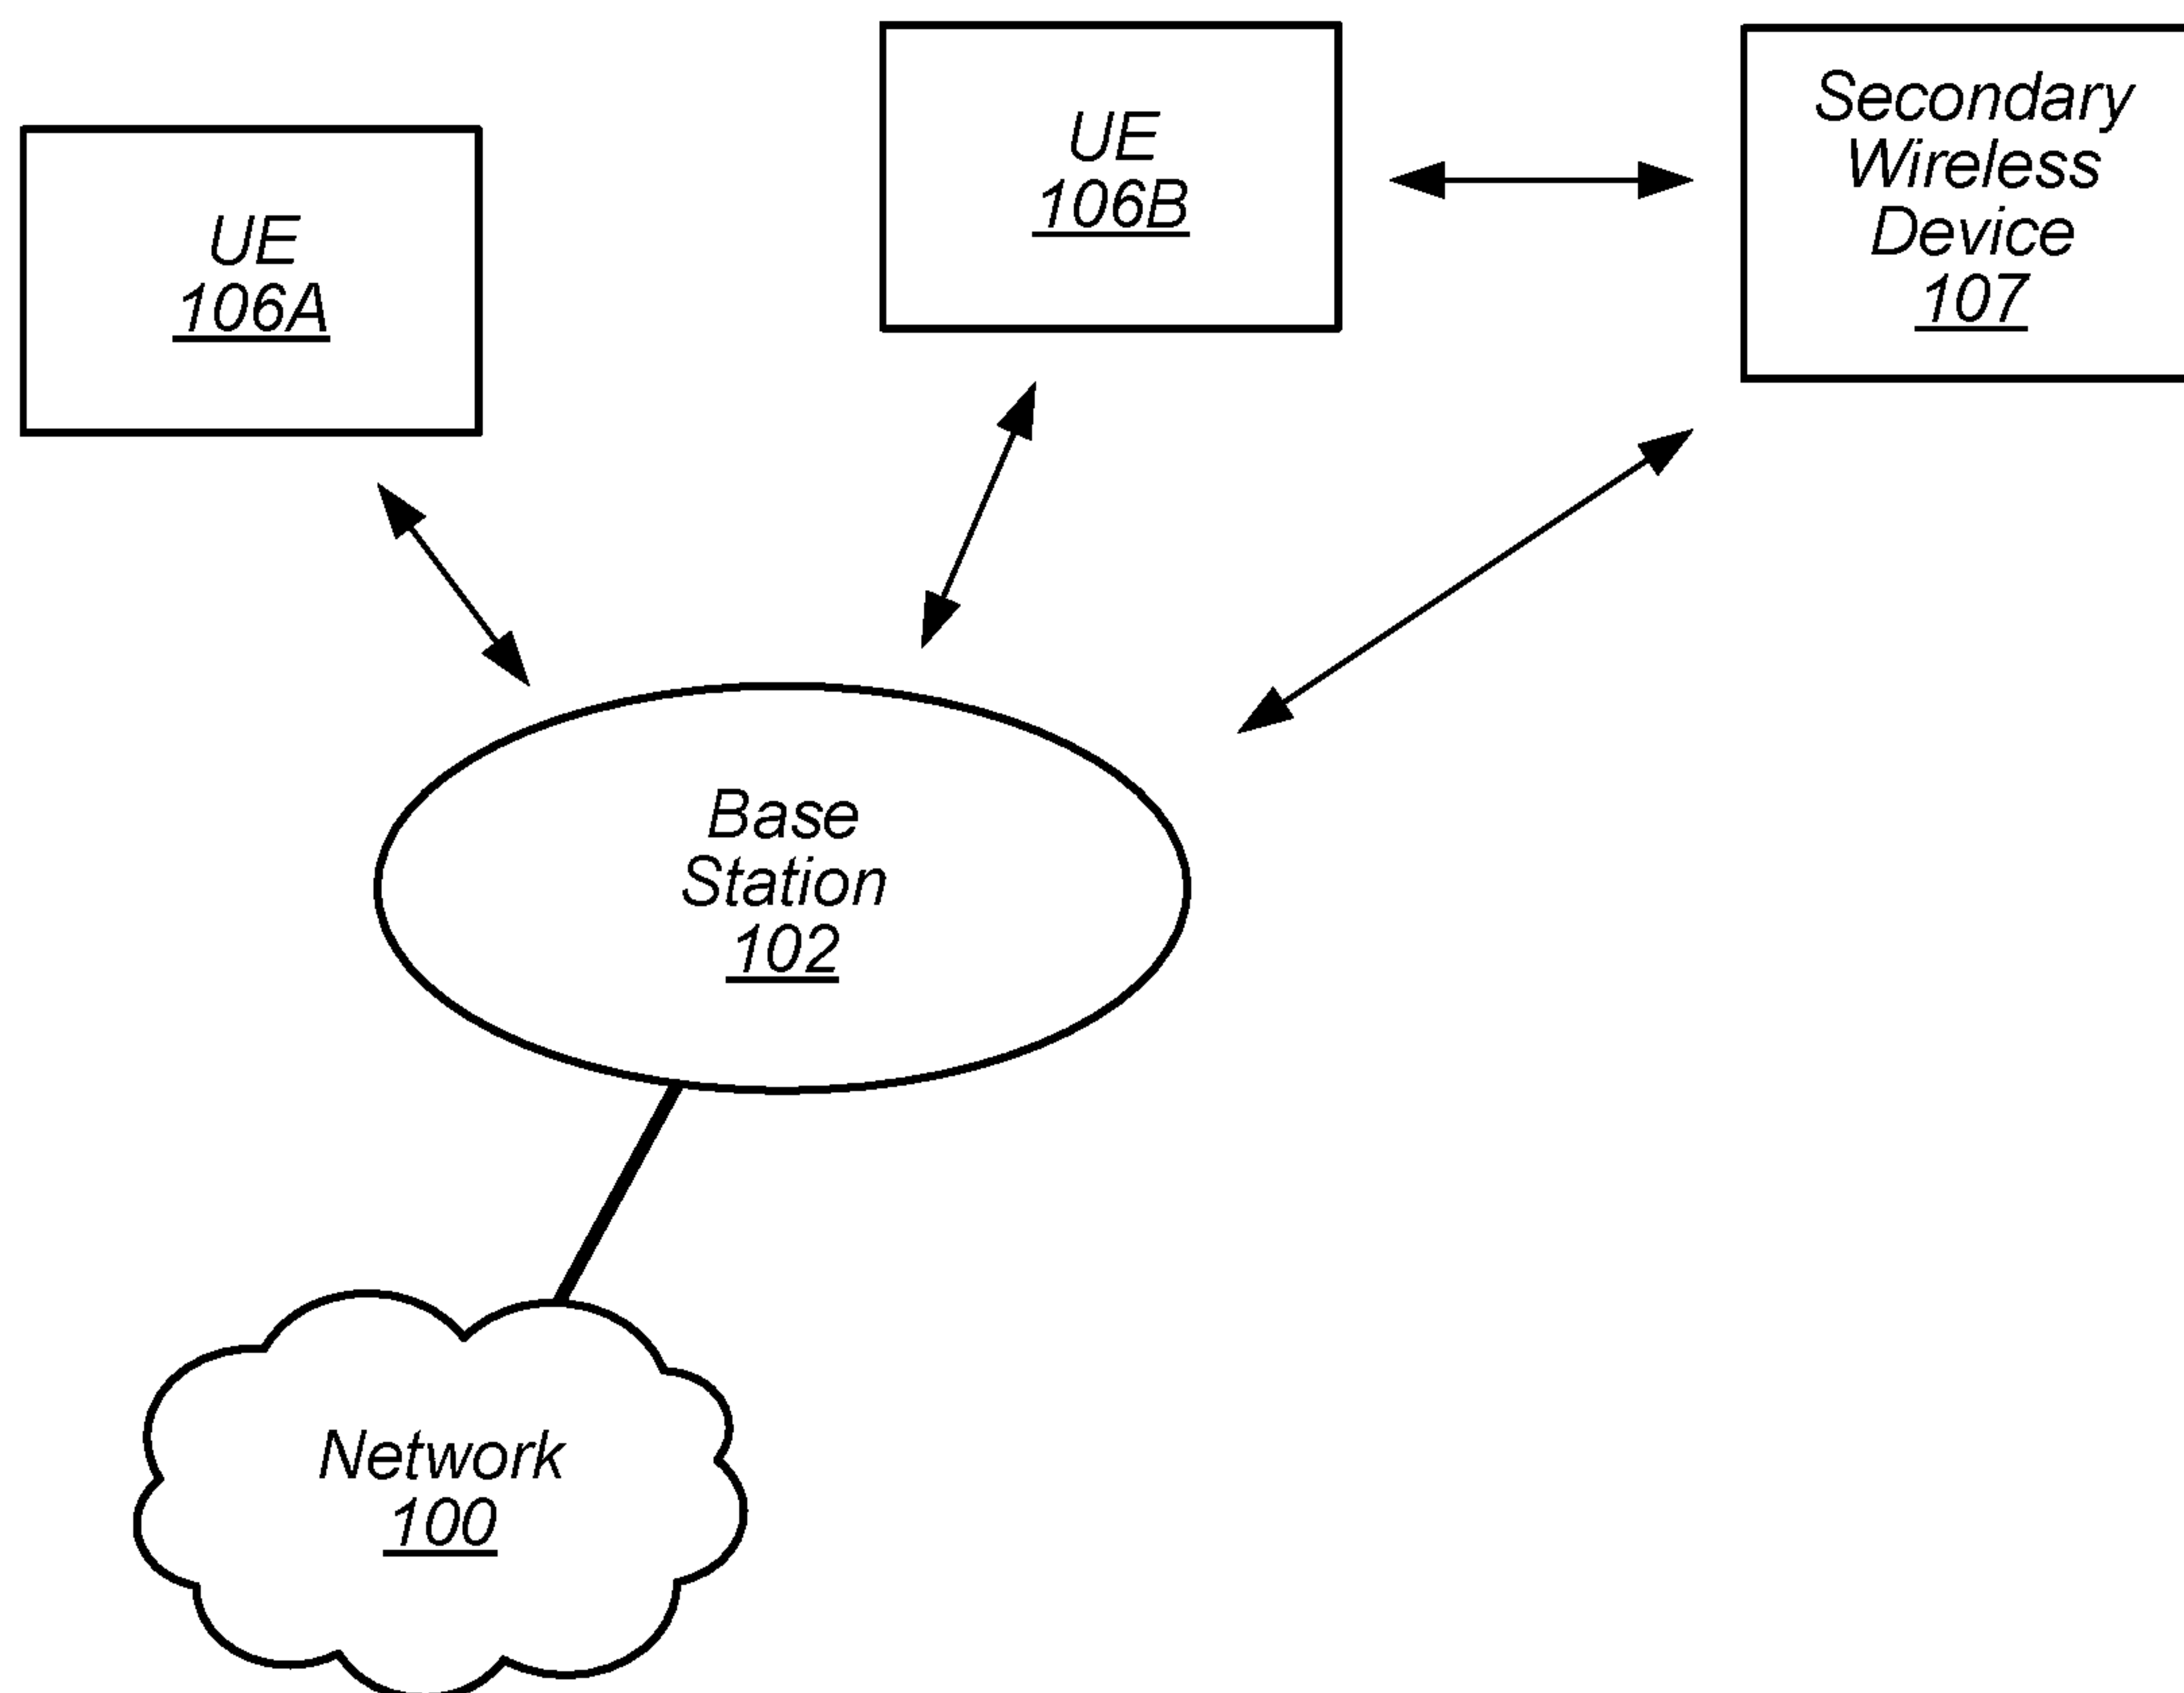 UE
106A
UE
106B
Secondary
Wireless
Device
107
Base
Station
102
Network
100